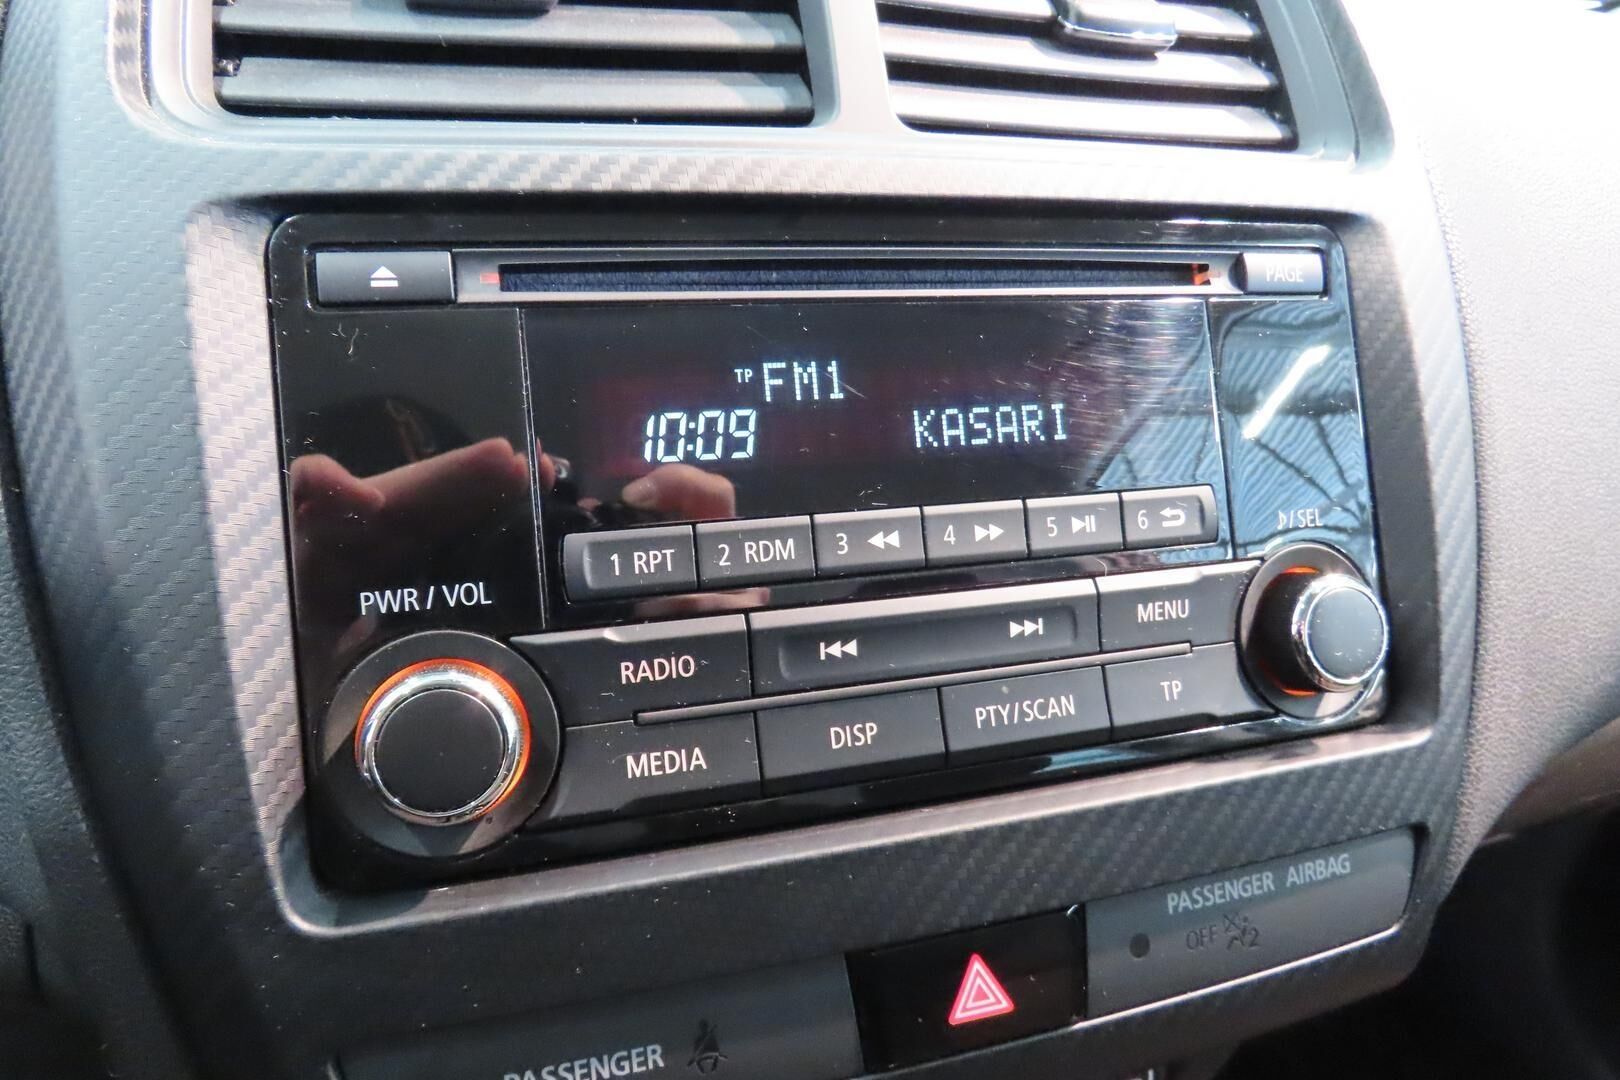 PAGE
TP FM1
10:09 KASARI
♪/SEL
1 RPT 2 RDM 3 4 5 6
PWR / VOL
RADIO MENU
MEDIA DISP PTY/SCAN TP
PASSENGER AIRBAG
OFF 2
PASSENGER